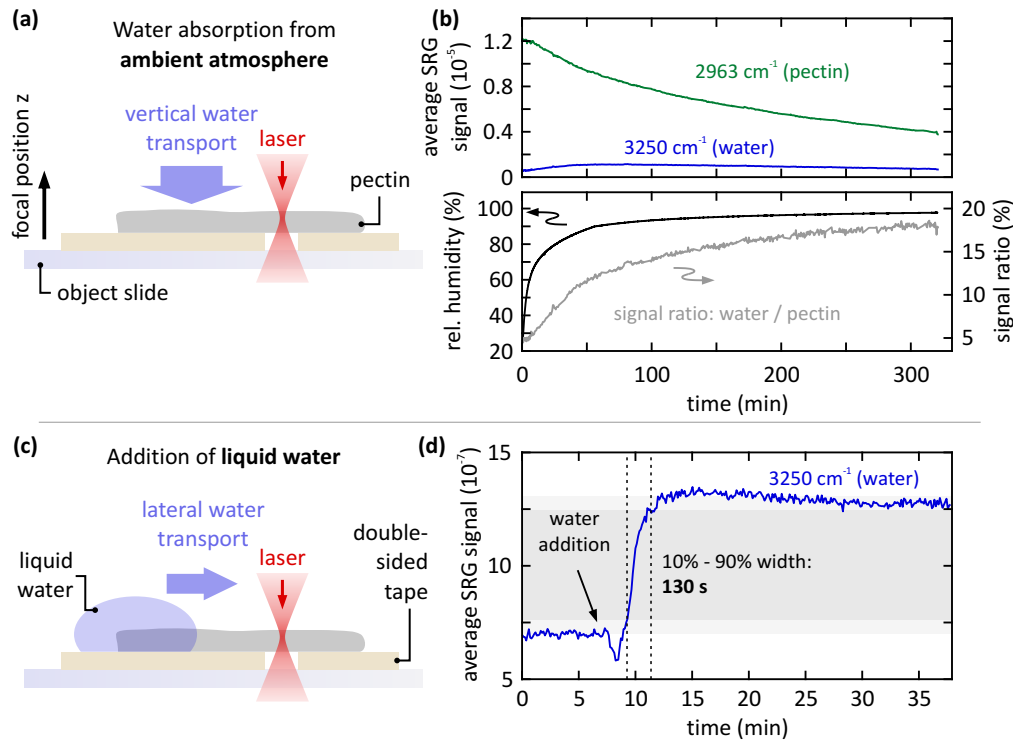 (a)
Water absorption from
ambient atmosphere
focal position z
vertical water
transport
laser
pectin
object slide
(b)
average SRG
signal (10⁻⁵)
1.2
0.8
0.4
0
2963 cm⁻¹ (pectin)
3250 cm⁻¹ (water)
rel. humidity (%)
100
80
60
40
20
signal ratio: water / pectin
20
15
10
5
signal ratio (%)
0
100
200
300
time (min)
(c)
Addition of liquid water
lateral water
transport
liquid
water
laser
double-
sided
tape
(d)
average SRG signal (10⁻⁷)
15
10
5
3250 cm⁻¹ (water)
water
addition
10% - 90% width:
130 s
0
5
10
15
20
25
30
35
time (min)